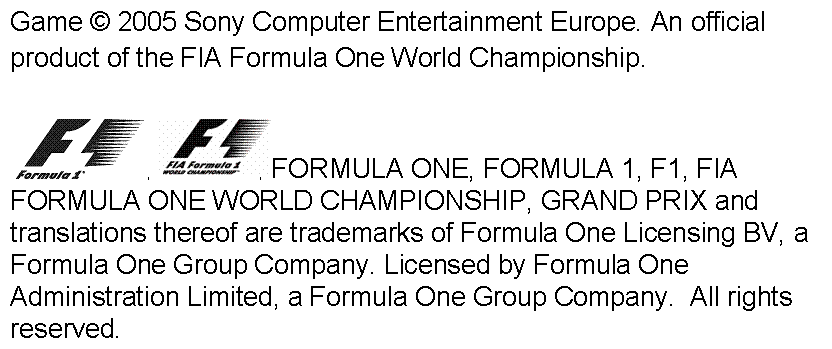 Game © 2005 Sony Computer Entertainment Europe. An official
product of the FIA Formula One World Championship.
F1 Formula 1® , F1 FIA Formula 1 WORLD CHAMPIONSHIP , FORMULA ONE, FORMULA 1, F1, FIA
FORMULA ONE WORLD CHAMPIONSHIP, GRAND PRIX and
translations thereof are trademarks of Formula One Licensing BV, a
Formula One Group Company. Licensed by Formula One
Administration Limited, a Formula One Group Company.  All rights
reserved.